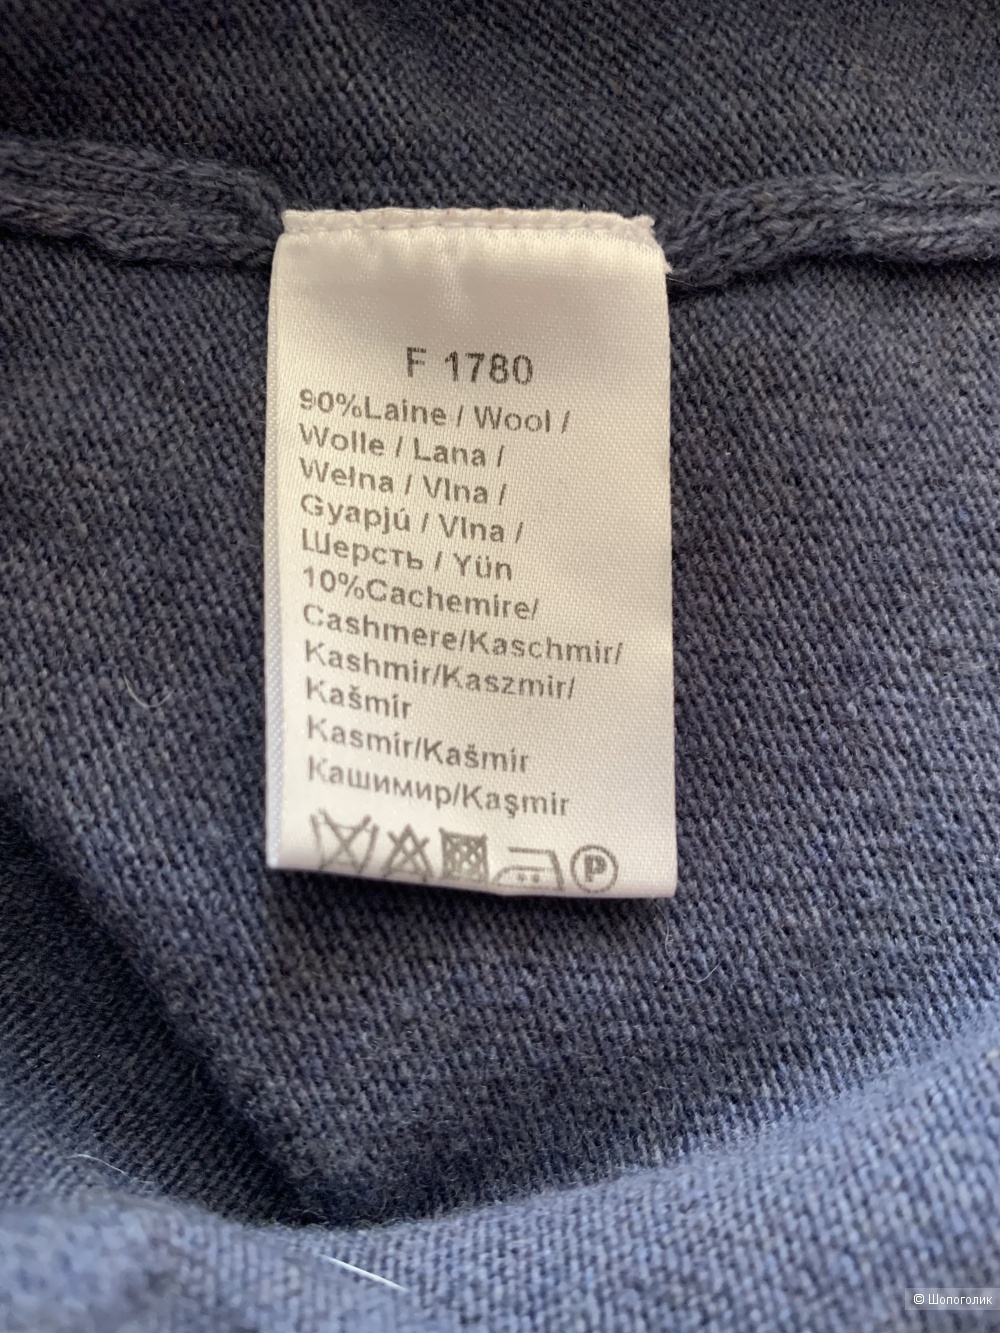 F 1780
90%Laine / Wool /
Wolle / Lana /
Wełna / Vlna /
Gyapjú / Vlna /
Шерсть / Yün
10%Cachemire/
Cashmere/Kaschmir/
Kashmir/Kaszmir/
Kašmír
Kasmír/Kašmir
Кашимир/Kaşmir
P
© Шопоголик